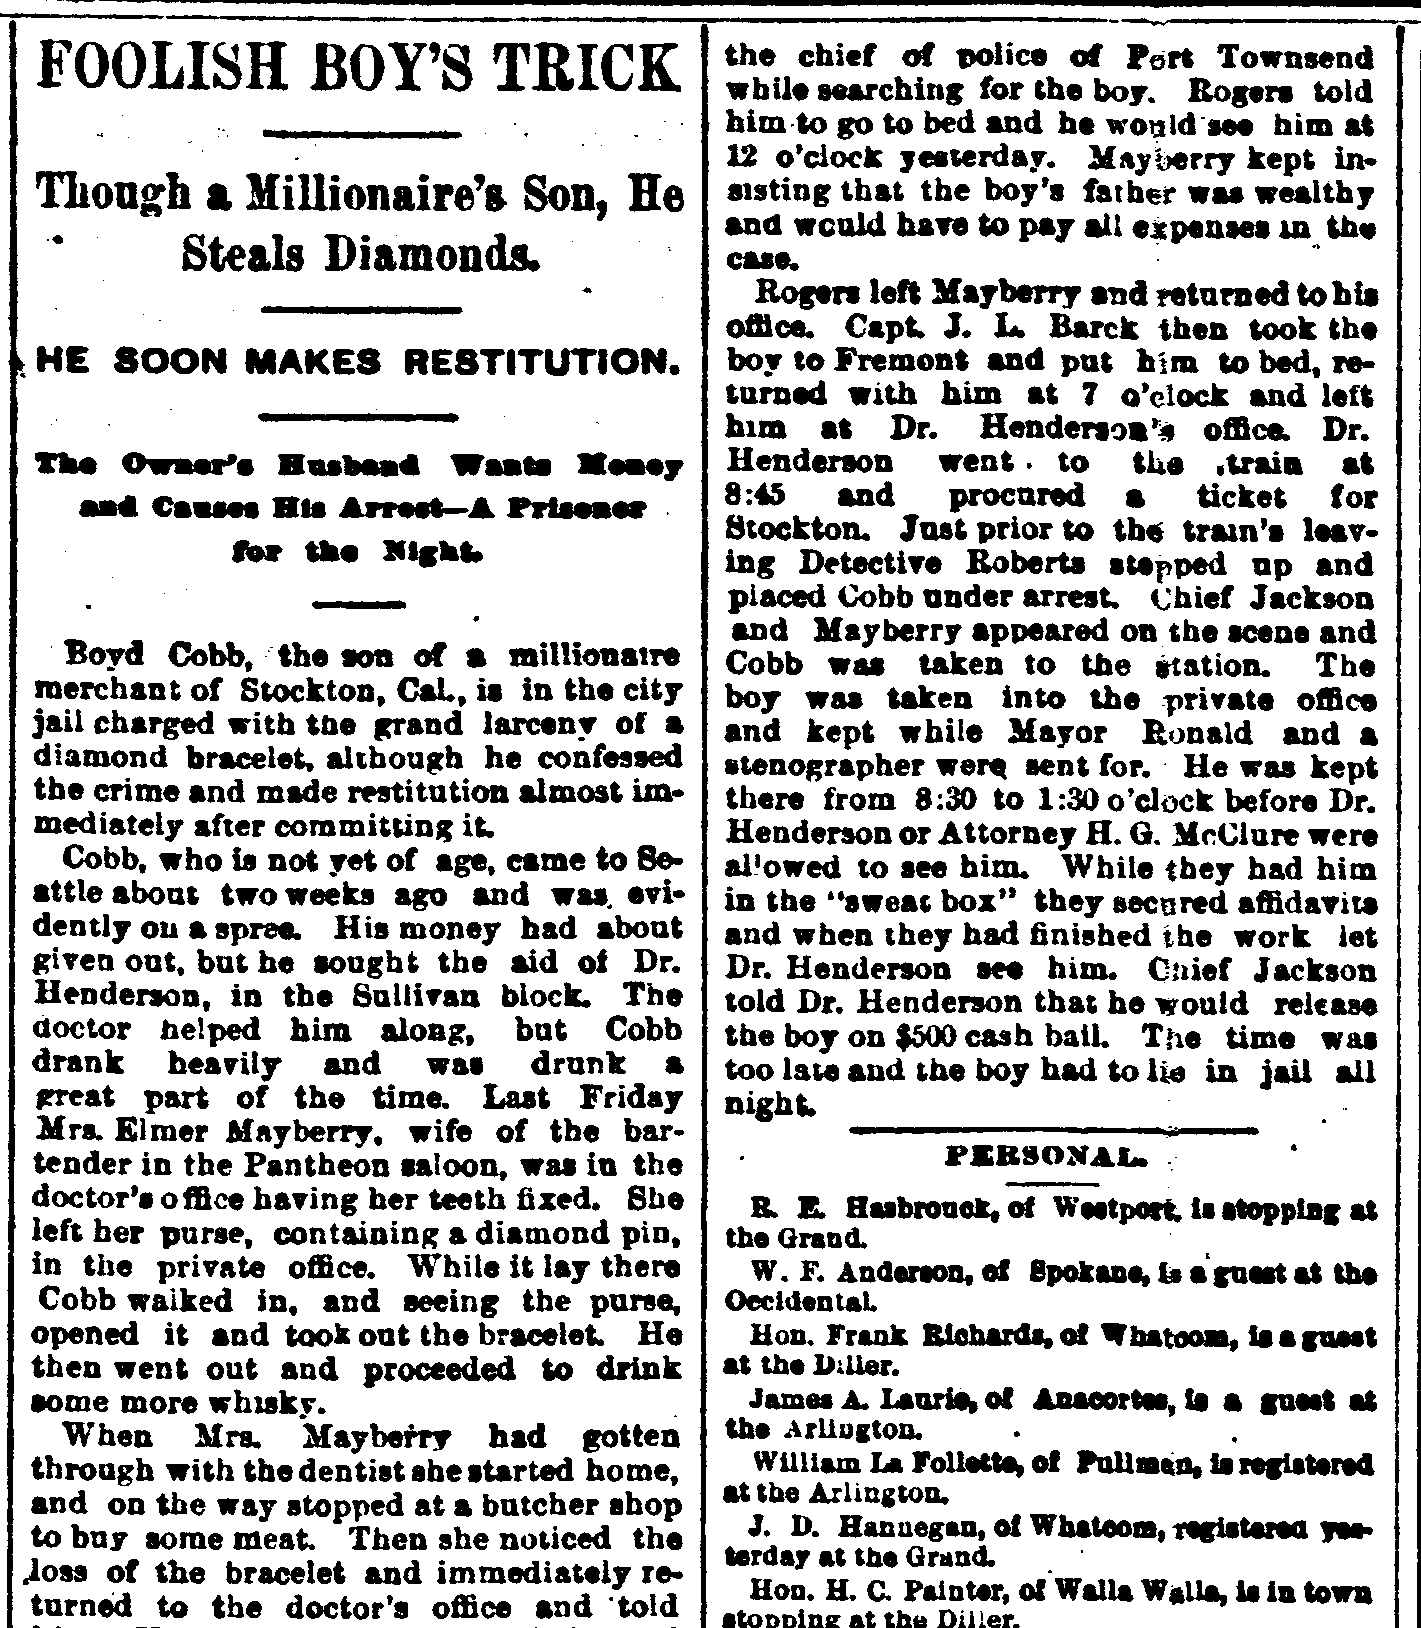 FOOLISH BOY'S TRICK
Though a Millionaire's Son, He
Steals Diamonds.
HE SOON MAKES RESTITUTION.
The Owner's Husband Wants Money
and Causes His Arrest—A Prisoner
for the Night.
Boyd Cobb, the son of a millionaire
merchant of Stockton, Cal., is in the city
jail charged with the grand larceny of a
diamond bracelet, although he confessed
the crime and made restitution almost im-
mediately after committing it.
Cobb, who is not yet of age, came to Se-
attle about two weeks ago and was evi-
dently on a spree. His money had about
given out, but he sought the aid of Dr.
Henderson, in the Sullivan block. The
doctor helped him along, but Cobb
drank heavily and was drunk a
great part of the time. Last Friday
Mrs. Elmer Mayberry, wife of the bar-
tender in the Pantheon saloon, was in the
doctor's office having her teeth fixed. She
left her purse, containing a diamond pin,
in the private office. While it lay there
Cobb walked in, and seeing the purse,
opened it and took out the bracelet. He
then went out and proceeded to drink
some more whisky.
When Mrs. Mayberry had gotten
through with the dentist she started home,
and on the way stopped at a butcher shop
to buy some meat. Then she noticed the
loss of the bracelet and immediately re-
turned to the doctor's office and told
the chief of police of Port Townsend
while searching for the boy. Rogers told
him to go to bed and he would see him at
12 o'clock yesterday. Mayberry kept in-
sisting that the boy's father was wealthy
and would have to pay all expenses in the
case.
Rogers left Mayberry and returned to his
office. Capt. J. L. Barck then took the
boy to Fremont and put him to bed, re-
turned with him at 7 o'clock and left
him at Dr. Henderson's office. Dr.
Henderson went to the train at
8:45 and procured a ticket for
Stockton. Just prior to the train's leav-
ing Detective Roberts stepped up and
placed Cobb under arrest. Chief Jackson
and Mayberry appeared on the scene and
Cobb was taken to the station. The
boy was taken into the private office
and kept while Mayor Ronald and a
stenographer were sent for. He was kept
there from 8:30 to 1:30 o'clock before Dr.
Henderson or Attorney H. G. McClure were
allowed to see him. While they had him
in the "sweat box" they secured affidavits
and when they had finished the work let
Dr. Henderson see him. Chief Jackson
told Dr. Henderson that he would release
the boy on $500 cash bail. The time was
too late and the boy had to lie in jail all
night.
PERSONAL.
R. E. Hasbrouck, of Westport, is stopping at
the Grand.
W. F. Anderson, of Spokane, is a guest at the
Occidental.
Hon. Frank Richards, of Whatcom, is a guest
at the Diller.
James A. Laurie, of Anacortes, is a guest at
the Arlington.
William La Follette, of Pullman, is registered
at the Arlington.
J. D. Hannegan, of Whatcom, registered yes-
terday at the Grand.
Hon. H. C. Painter, of Walla Walla, is in town
stopping at the Diller.